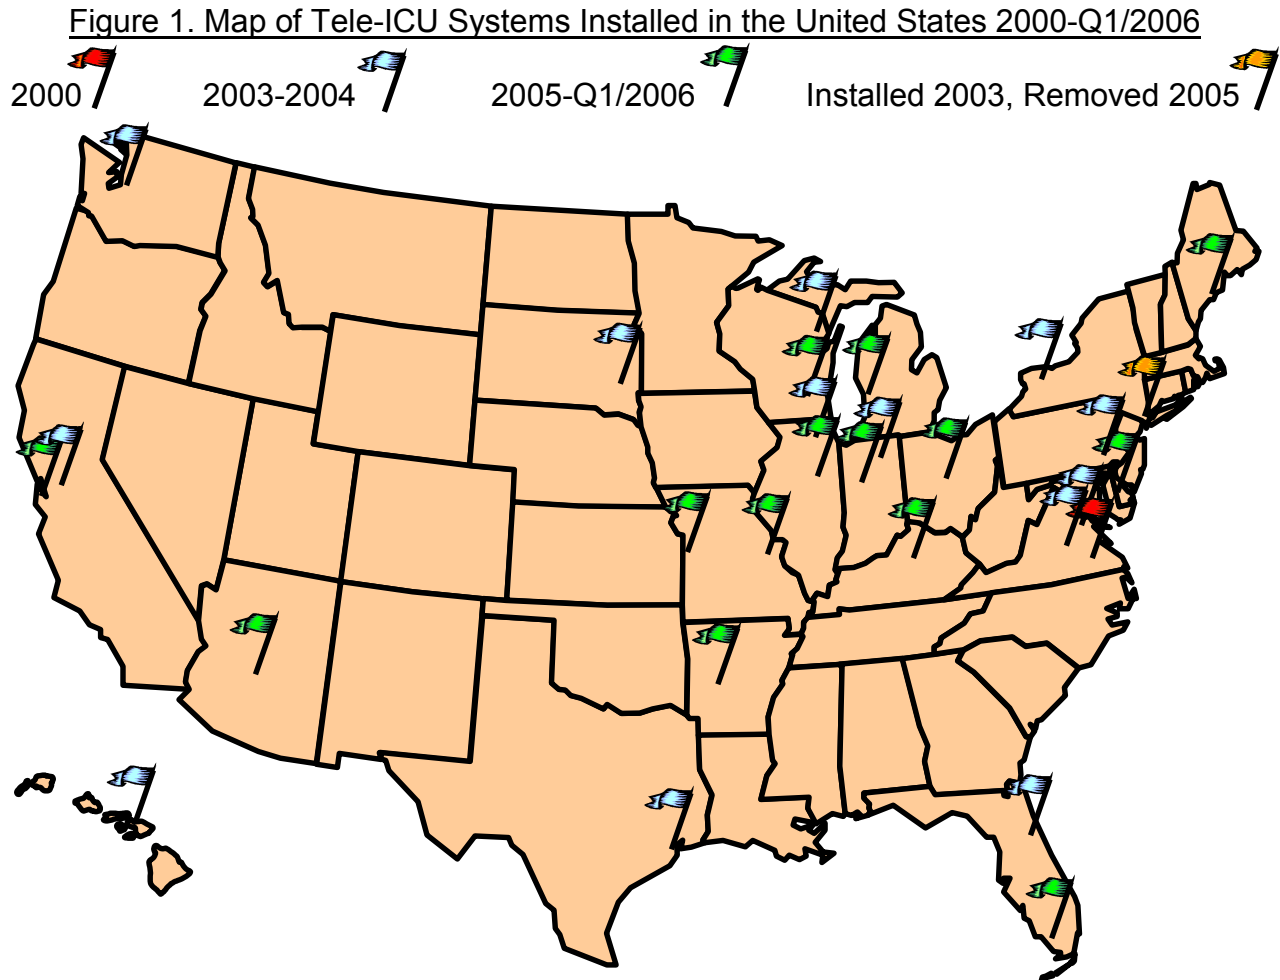 Figure 1. Map of Tele-ICU Systems Installed in the United States 2000-Q1/2006
2000 2003-2004 2005-Q1/2006 Installed 2003, Removed 2005